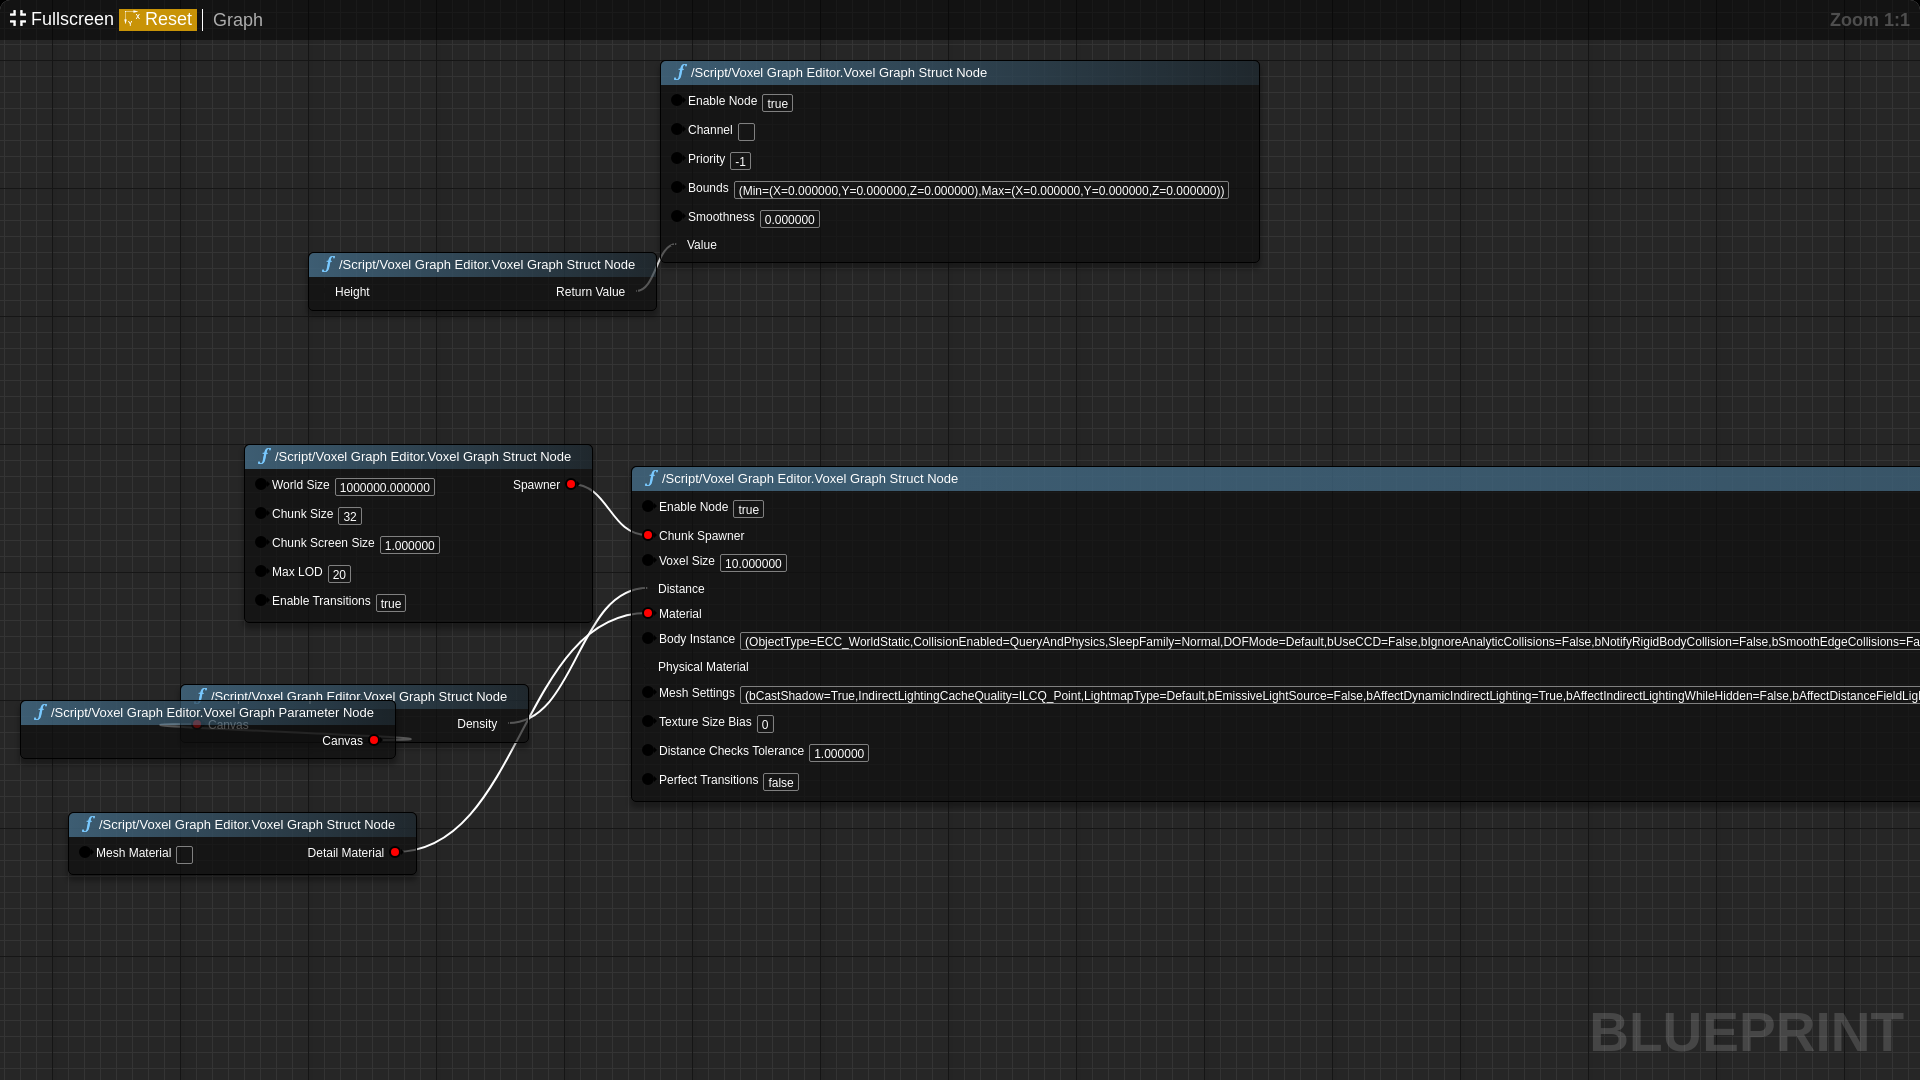 Fullscreen Reset Graph Zoom 1:1
/Script/Voxel Graph Editor.Voxel Graph Struct Node
Enable Node true
Channel
Priority -1
Bounds (Min=(X=0.000000,Y=0.000000,Z=0.000000),Max=(X=0.000000,Y=0.000000,Z=0.000000))
Smoothness 0.000000
Value
/Script/Voxel Graph Editor.Voxel Graph Struct Node
Height Return Value
/Script/Voxel Graph Editor.Voxel Graph Struct Node
World Size 1000000.000000 Spawner
Chunk Size 32
Chunk Screen Size 1.000000
Max LOD 20
Enable Transitions true
/Script/Voxel Graph Editor.Voxel Graph Struct Node
Enable Node true
Chunk Spawner
Voxel Size 10.000000
Distance
Material
Body Instance (ObjectType=ECC_WorldStatic,CollisionEnabled=QueryAndPhysics,SleepFamily=Normal,DOFMode=Default,bUseCCD=False,bIgnoreAnalyticCollisions=False,bNotifyRigidBodyCollision=False,bSmoothEdgeCollisions=Fa
Physical Material
Mesh Settings (bCastShadow=True,IndirectLightingCacheQuality=ILCQ_Point,LightmapType=Default,bEmissiveLightSource=False,bAffectDynamicIndirectLighting=True,bAffectIndirectLightingWhileHidden=False,bAffectDistanceFieldLigh
Texture Size Bias 0
Distance Checks Tolerance 1.000000
Perfect Transitions false
/Script/Voxel Graph Editor.Voxel Graph Struct Node
Canvas Density
/Script/Voxel Graph Editor.Voxel Graph Parameter Node
Canvas
/Script/Voxel Graph Editor.Voxel Graph Struct Node
Mesh Material Detail Material
BLUEPRINT